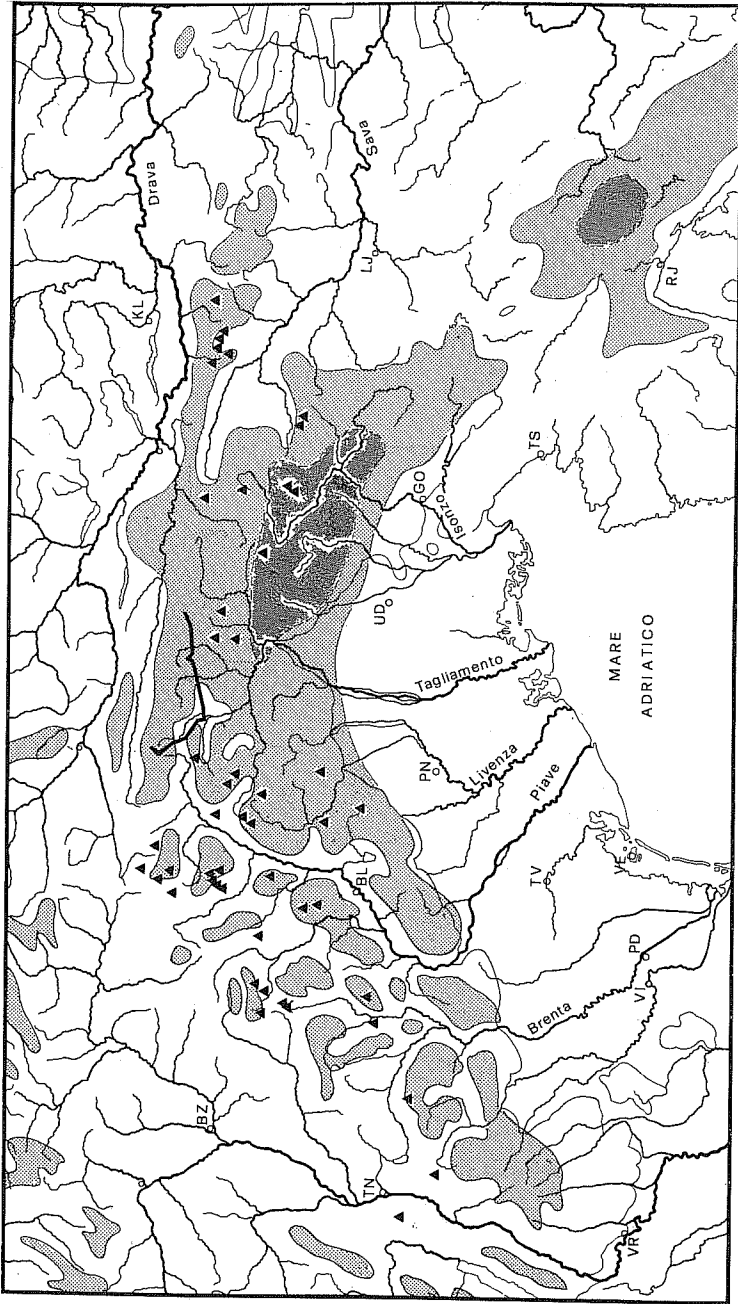 Drava
Sava
KL
LJ
RJ
TS
GO
Isonzo
UD
Tagliamento
MARE
ADRIATICO
PN
Livenza
Piave
BL
TV
VE
PD
VI
Brenta
BZ
TN
VR